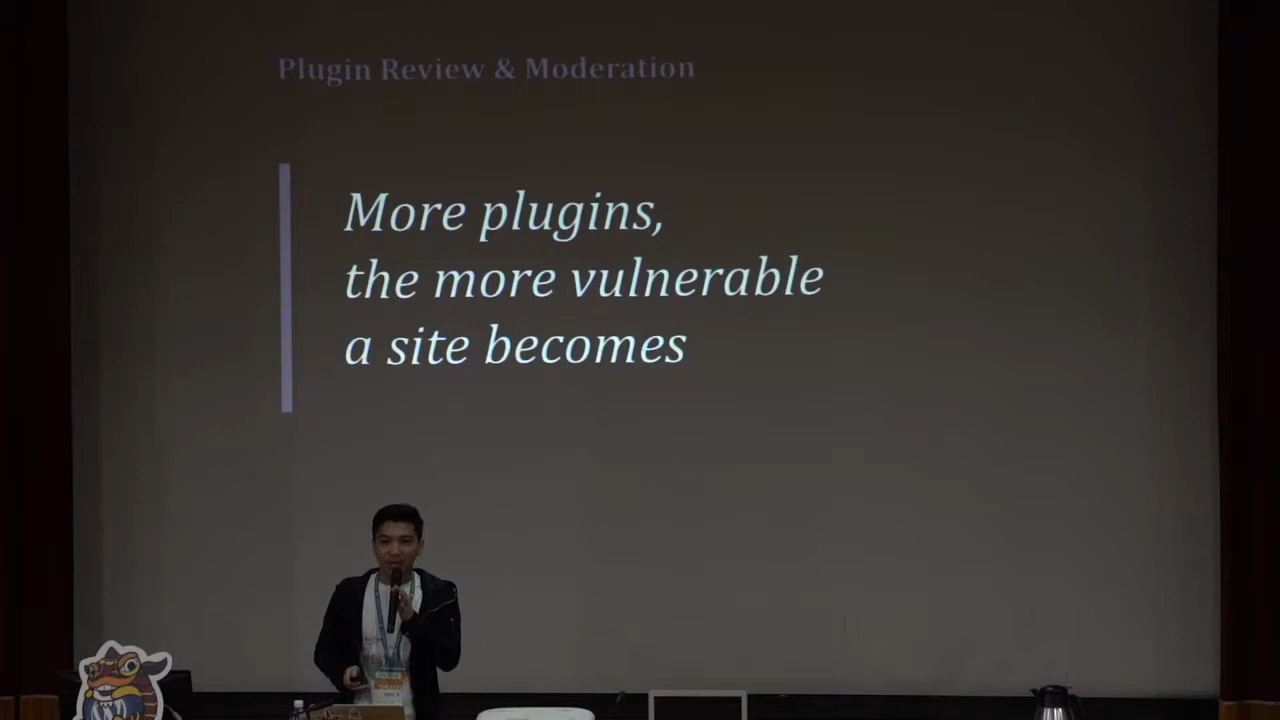 Plugin Review & Moderation
More plugins,
the more vulnerable
a site becomes